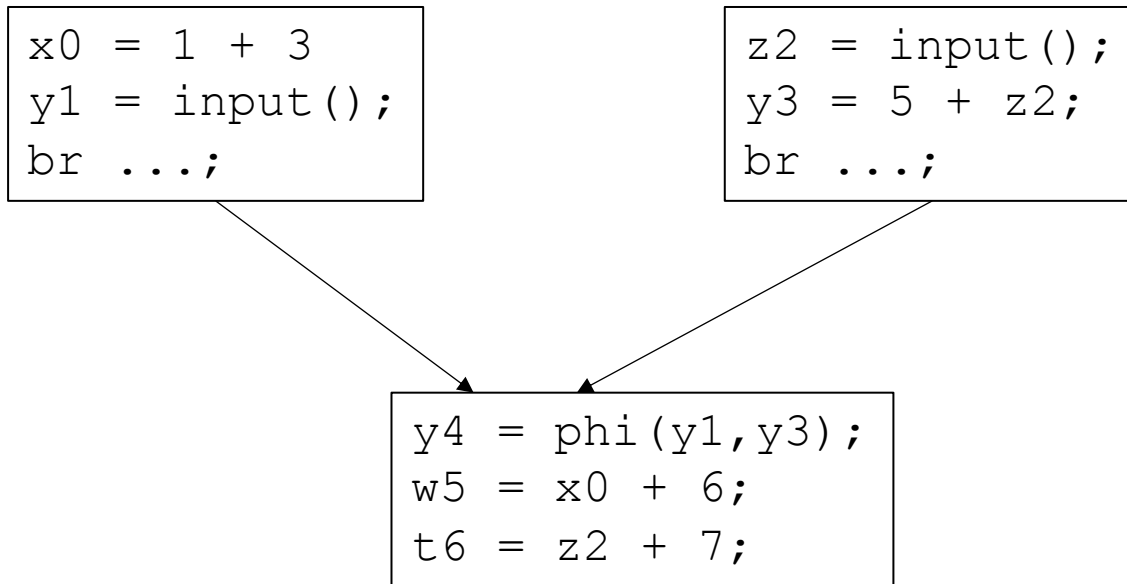 x0 = 1 + 3
y1 = input();
br ...;
z2 = input();
y3 = 5 + z2;
br ...;
y4 = phi(y1,y3);
w5 = x0 + 6;
t6 = z2 + 7;